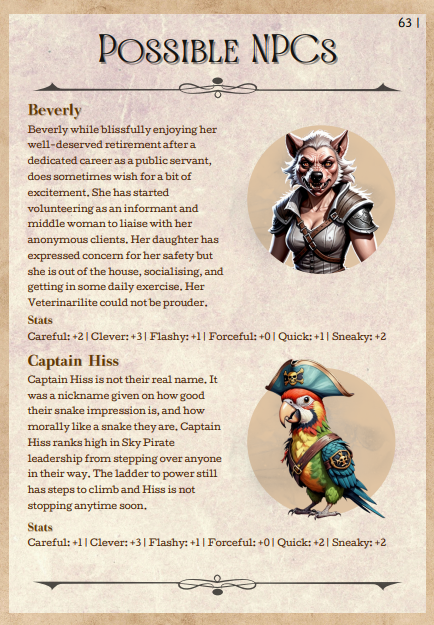 63 |
Possible NPCs
Beverly
Beverly while blissfully enjoying her
well-deserved retirement after a
dedicated career as a public servant,
does sometimes wish for a bit of
excitement. She has started
volunteering as an informant and
middle woman to liaise with her
anonymous clients. Her daughter has
expressed concern for her safety but
she is out of the house, socialising, and
getting in some daily exercise. Her
Veterinarilite could not be prouder.
Stats
Careful: +2 | Clever: +3 | Flashy: +1 | Forceful: +0 | Quick: +1 | Sneaky: +2
Captain Hiss
Captain Hiss is not their real name. It
was a nickname given on how good
their snake impression is, and how
morally like a snake they are. Captain
Hiss ranks high in Sky Pirate
leadership from stepping over anyone
in their way. The ladder to power still
has steps to climb and Hiss is not
stopping anytime soon.
Stats
Careful: +1 | Clever: +3 | Flashy: +1 | Forceful: +0 | Quick: +2 | Sneaky: +2